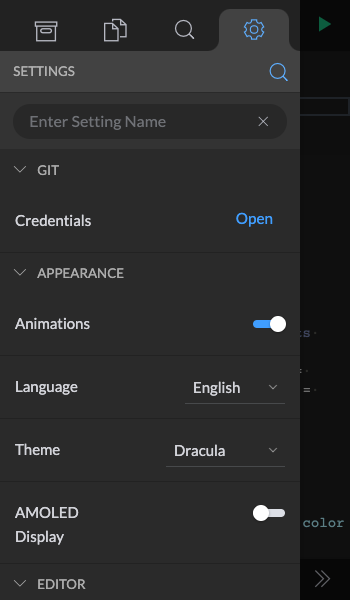 SETTINGS
Enter Setting Name
GIT
Credentials Open
APPEARANCE
Animations
Language English
Theme Dracula
=
AMOLED
Display
color
EDITOR